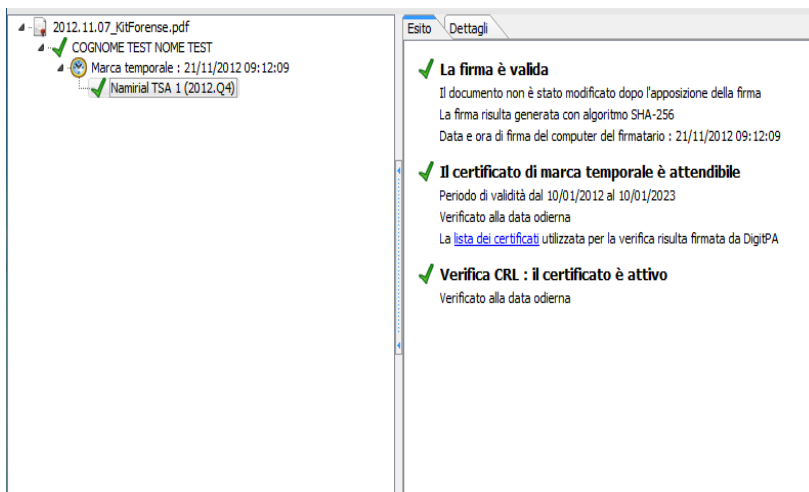 2012.11.07_KitForense.pdf
COGNOME TEST NOME TEST
Marca temporale : 21/11/2012 09:12:09
Namirial TSA 1 (2012.Q4)
Esito
Dettagli
La firma è valida
Il documento non è stato modificato dopo l'apposizione della firma
La firma risulta generata con algoritmo SHA-256
Data e ora di firma del computer del firmatario : 21/11/2012 09:12:09
Il certificato di marca temporale è attendibile
Periodo di validità dal 10/01/2012 al 10/01/2023
Verificato alla data odierna
La lista dei certificati utilizzata per la verifica risulta firmata da DigitPA
Verifica CRL : il certificato è attivo
Verificato alla data odierna